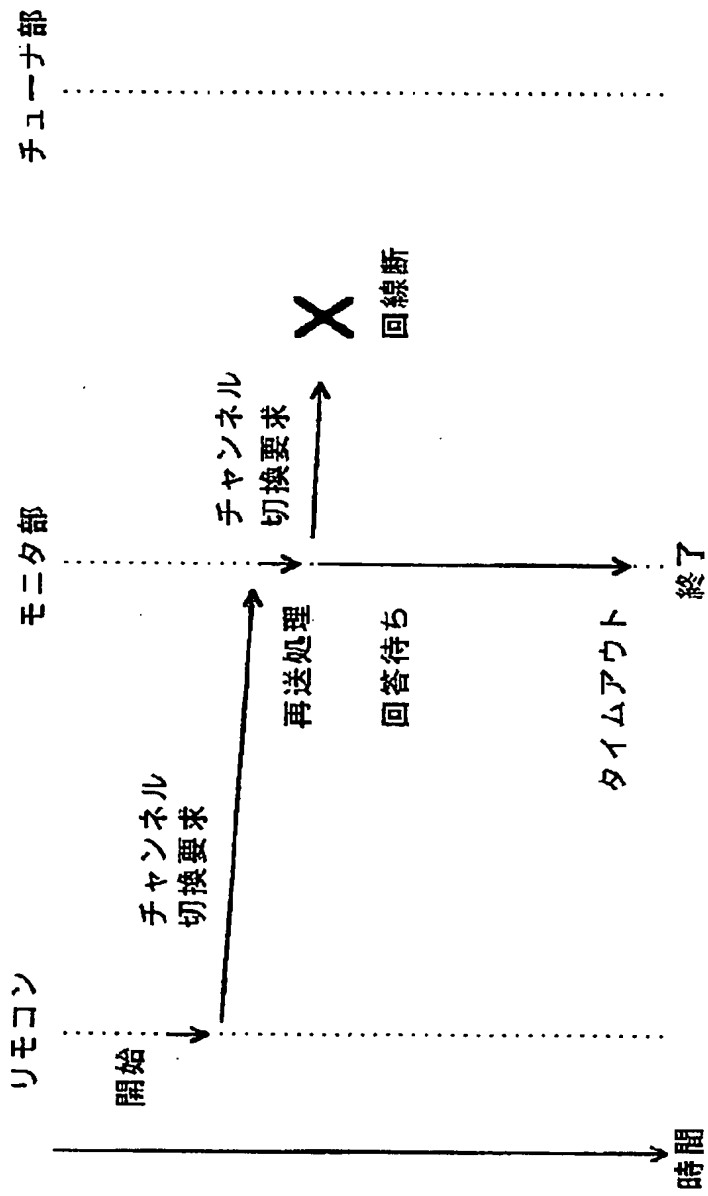 リモコン
モニタ部
チューナ部
開始
チャンネル
切換要求
チャンネル
切換要求
再送処理
回線断
回答待ち
タイムアウト
終了
時間